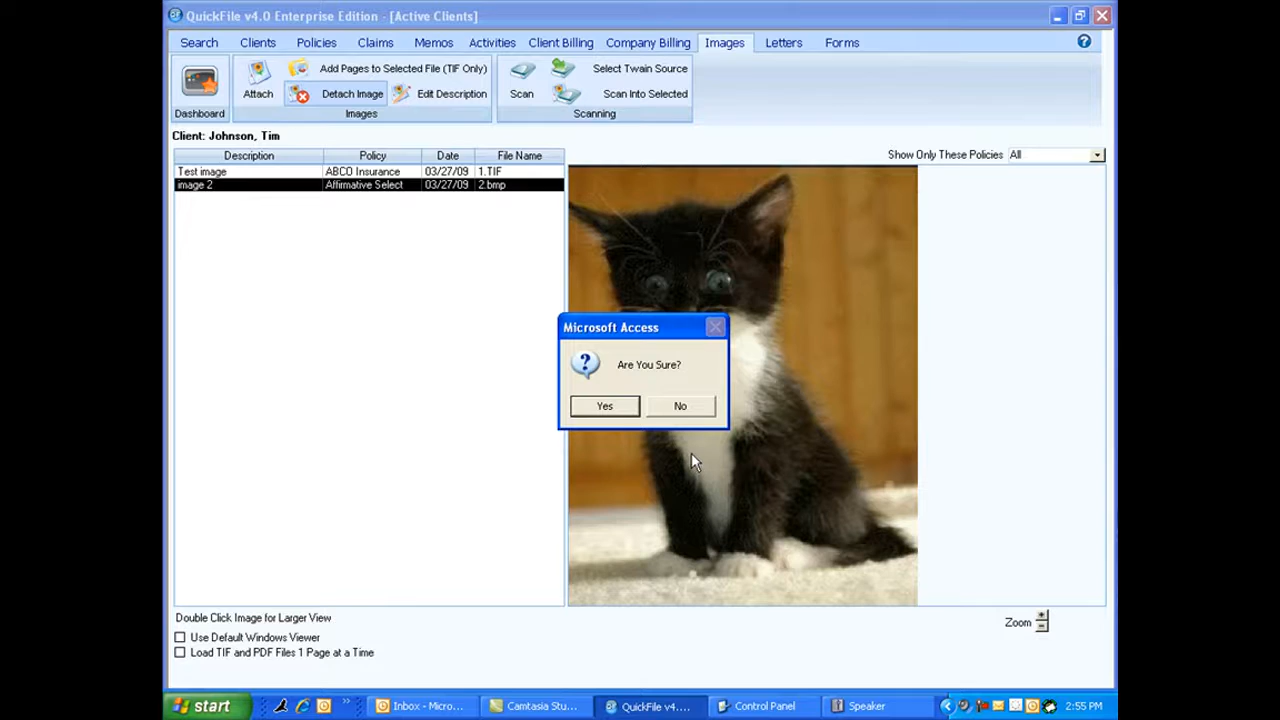 QuickFile v4.0 Enterprise Edition - [Active Clients]
Search Clients Policies Claims Memos Activities Client Billing Company Billing Images Letters Forms
Add Pages to Selected File (TIF Only) Select Twain Source
Attach Detach Image Edit Description Scan Scan Into Selected
Dashboard Images Scanning
Client: Johnson, Tim
Description Policy Date File Name Show Only These Policies All
Test image ABCO Insurance 03/27/09 1.TIF
image 2 Affirmative Select 03/27/09 2.bmp
Microsoft Access
Are You Sure?
Yes No
Double Click Image for Larger View
Zoom
Use Default Windows Viewer
Load TIF and PDF Files 1 Page at a Time
start Inbox - Micro... Camtasia Stu... QuickFile v4.... Control Panel Speaker 2:55 PM